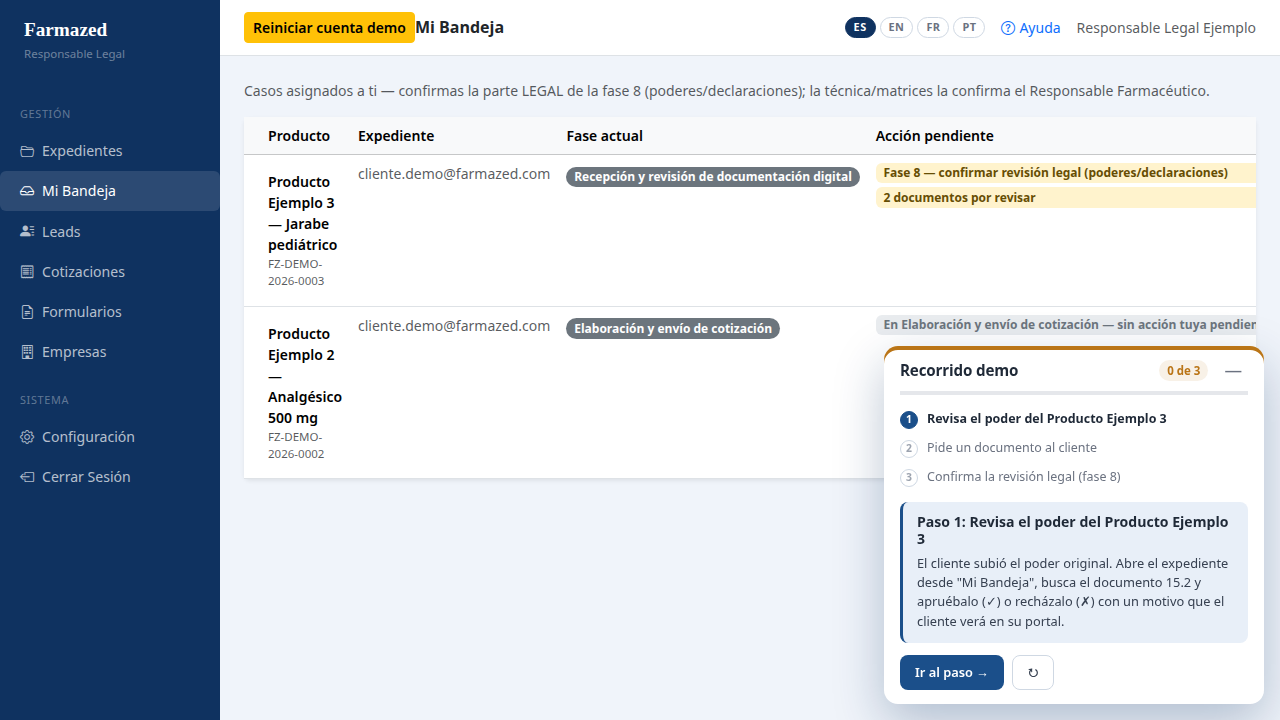 Farmazed
Responsable Legal
GESTIÓN
Expedientes
Mi Bandeja
Leads
Cotizaciones
Formularios
Empresas
SISTEMA
Configuración
Cerrar Sesión
Reiniciar cuenta demo
Mi Bandeja
ES EN FR PT
Ayuda
Responsable Legal Ejemplo
Casos asignados a ti — confirmas la parte LEGAL de la fase 8 (poderes/declaraciones); la técnica/matrices la confirma el Responsable Farmacéutico.
Producto Expediente Fase actual Acción pendiente
Producto
Ejemplo 3
— Jarabe
pediátrico
FZ-DEMO-
2026-0003
cliente.demo@farmazed.com
Recepción y revisión de documentación digital
Fase 8 — confirmar revisión legal (poderes/declaraciones)
2 documentos por revisar
Producto
Ejemplo 2
—
Analgésico
500 mg
FZ-DEMO-
2026-0002
cliente.demo@farmazed.com
Elaboración y envío de cotización
En Elaboración y envío de cotización — sin acción tuya
Recorrido demo
0 de 3
—
1 Revisa el poder del Producto Ejemplo 3
2 Pide un documento al cliente
3 Confirma la revisión legal (fase 8)
Paso 1: Revisa el poder del Producto Ejemplo
3
El cliente subió el poder original. Abre el expediente
desde "Mi Bandeja", busca el documento 15.2 y
apruébalo (✓) o recházalo (✗) con un motivo que el
cliente verá en su portal.
Ir al paso →
↻